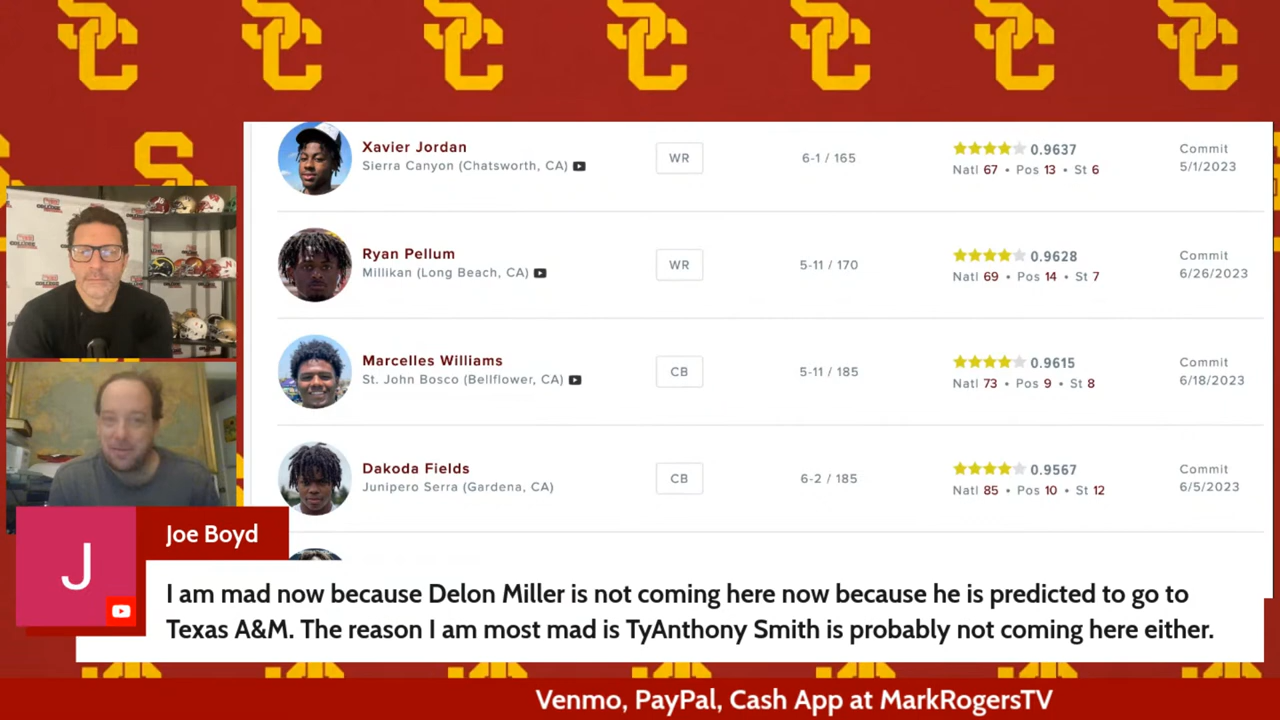 Xavier Jordan
Sierra Canyon (Chatsworth, CA)
WR
6-1 / 165
0.9637
Natl 67 • Pos 13 • St 6
Commit
5/1/2023
Ryan Pellum
Millikan (Long Beach, CA)
WR
5-11 / 170
0.9628
Natl 69 • Pos 14 • St 7
Commit
6/26/2023
Marcelles Williams
St. John Bosco (Bellflower, CA)
CB
5-11 / 185
0.9615
Natl 73 • Pos 9 • St 8
Commit
6/18/2023
Dakoda Fields
Junipero Serra (Gardena, CA)
CB
6-2 / 185
0.9567
Natl 85 • Pos 10 • St 12
Commit
6/5/2023
J
Joe Boyd
I am mad now because Delon Miller is not coming here now because he is predicted to go to
Texas A&M. The reason I am most mad is TyAnthony Smith is probably not coming here either.
Venmo, PayPal, Cash App at MarkRogersTV